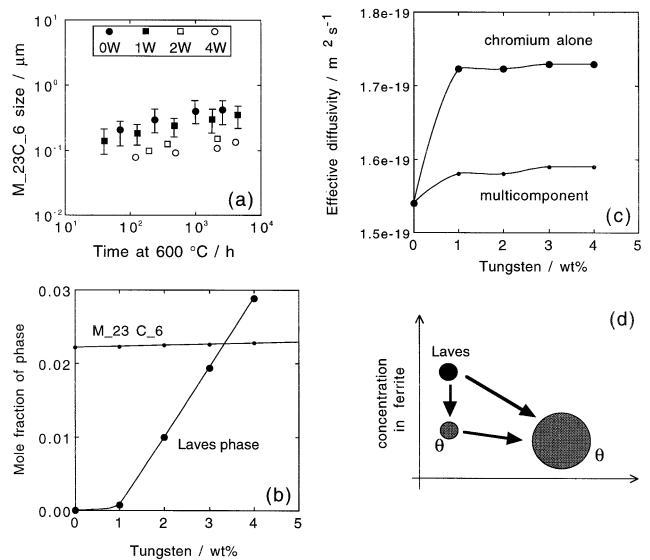 10^1
10^0
10^-1
10^-2
M_23C_6 size / μm
0W 1W 2W 4W
(a)
10^1 10^2 10^3 10^4
Time at 600 °C / h
1.8e-19
1.7e-19
1.6e-19
1.5e-19
Effective diffusivity / m 2 s-1
chromium alone
multicomponent
(c)
0 1 2 3 4 5
Tungsten / wt%
0.03
0.02
0.01
0.00
Mole fraction of phase
M_23 C_6
Laves phase
(b)
0 1 2 3 4 5
Tungsten / wt%
(d)
concentration
in ferrite
Laves
θ
θ